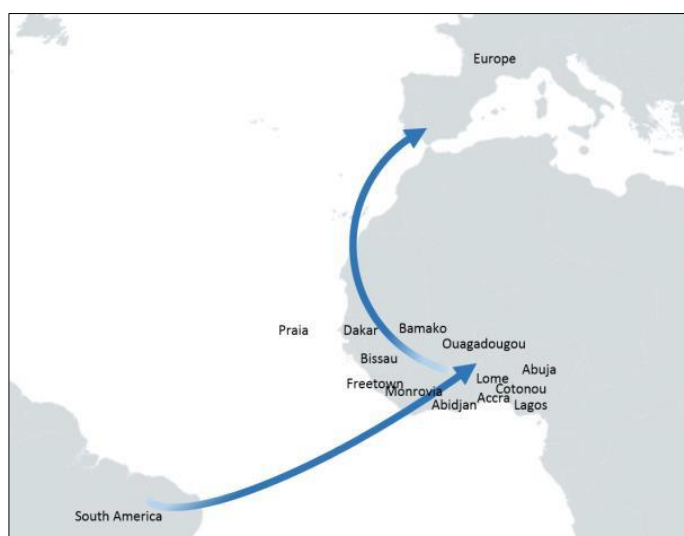 Europe
Praia
Dakar
Bamako
Ouagadougou
Bissau
Abuja
Lome
Freetown
Monrovia
Cotonou
Accra
Abidjan
Lagos
South America